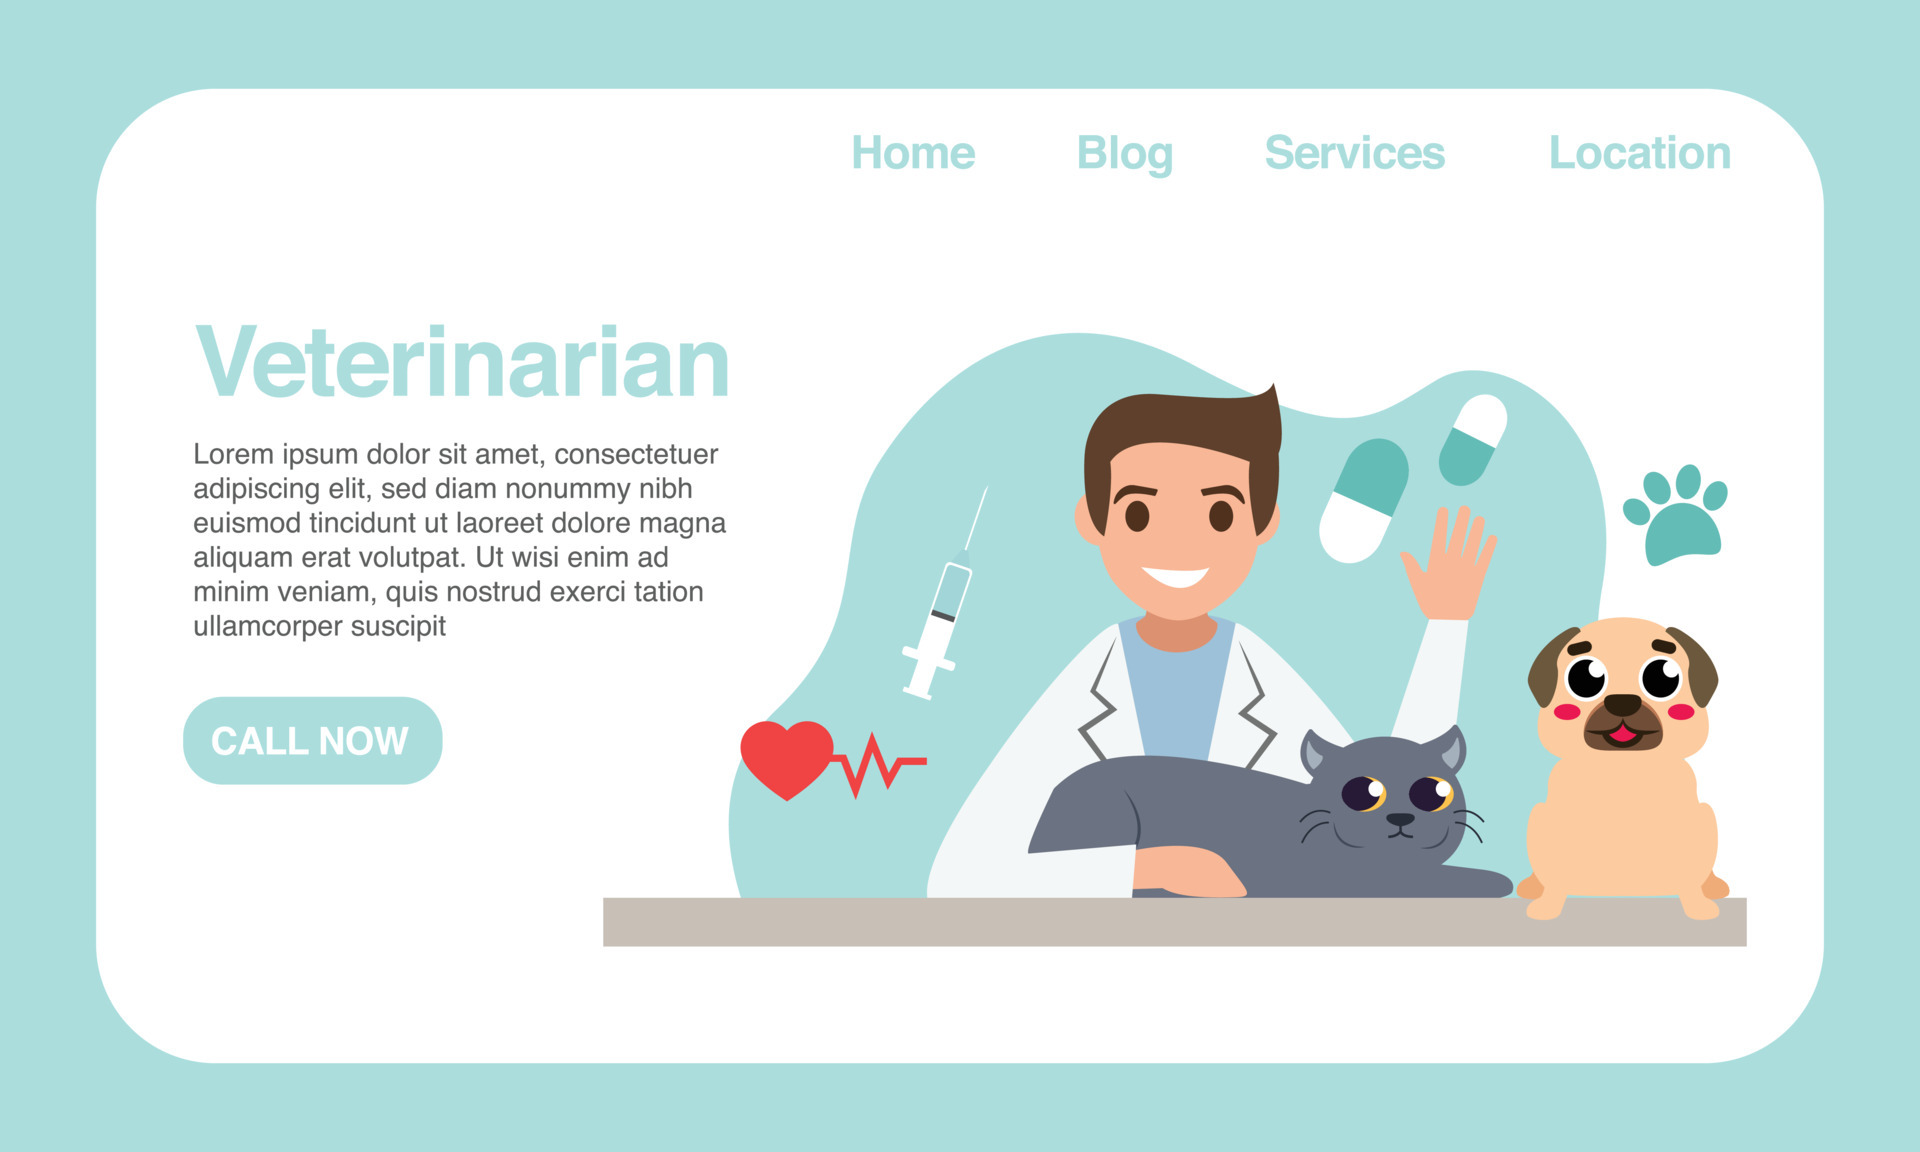 Home Blog Services Location
Veterinarian
Lorem ipsum dolor sit amet, consectetuer
adipiscing elit, sed diam nonummy nibh
euismod tincidunt ut laoreet dolore magna
aliquam erat volutpat. Ut wisi enim ad
minim veniam, quis nostrud exerci tation
ullamcorper suscipit
CALL NOW